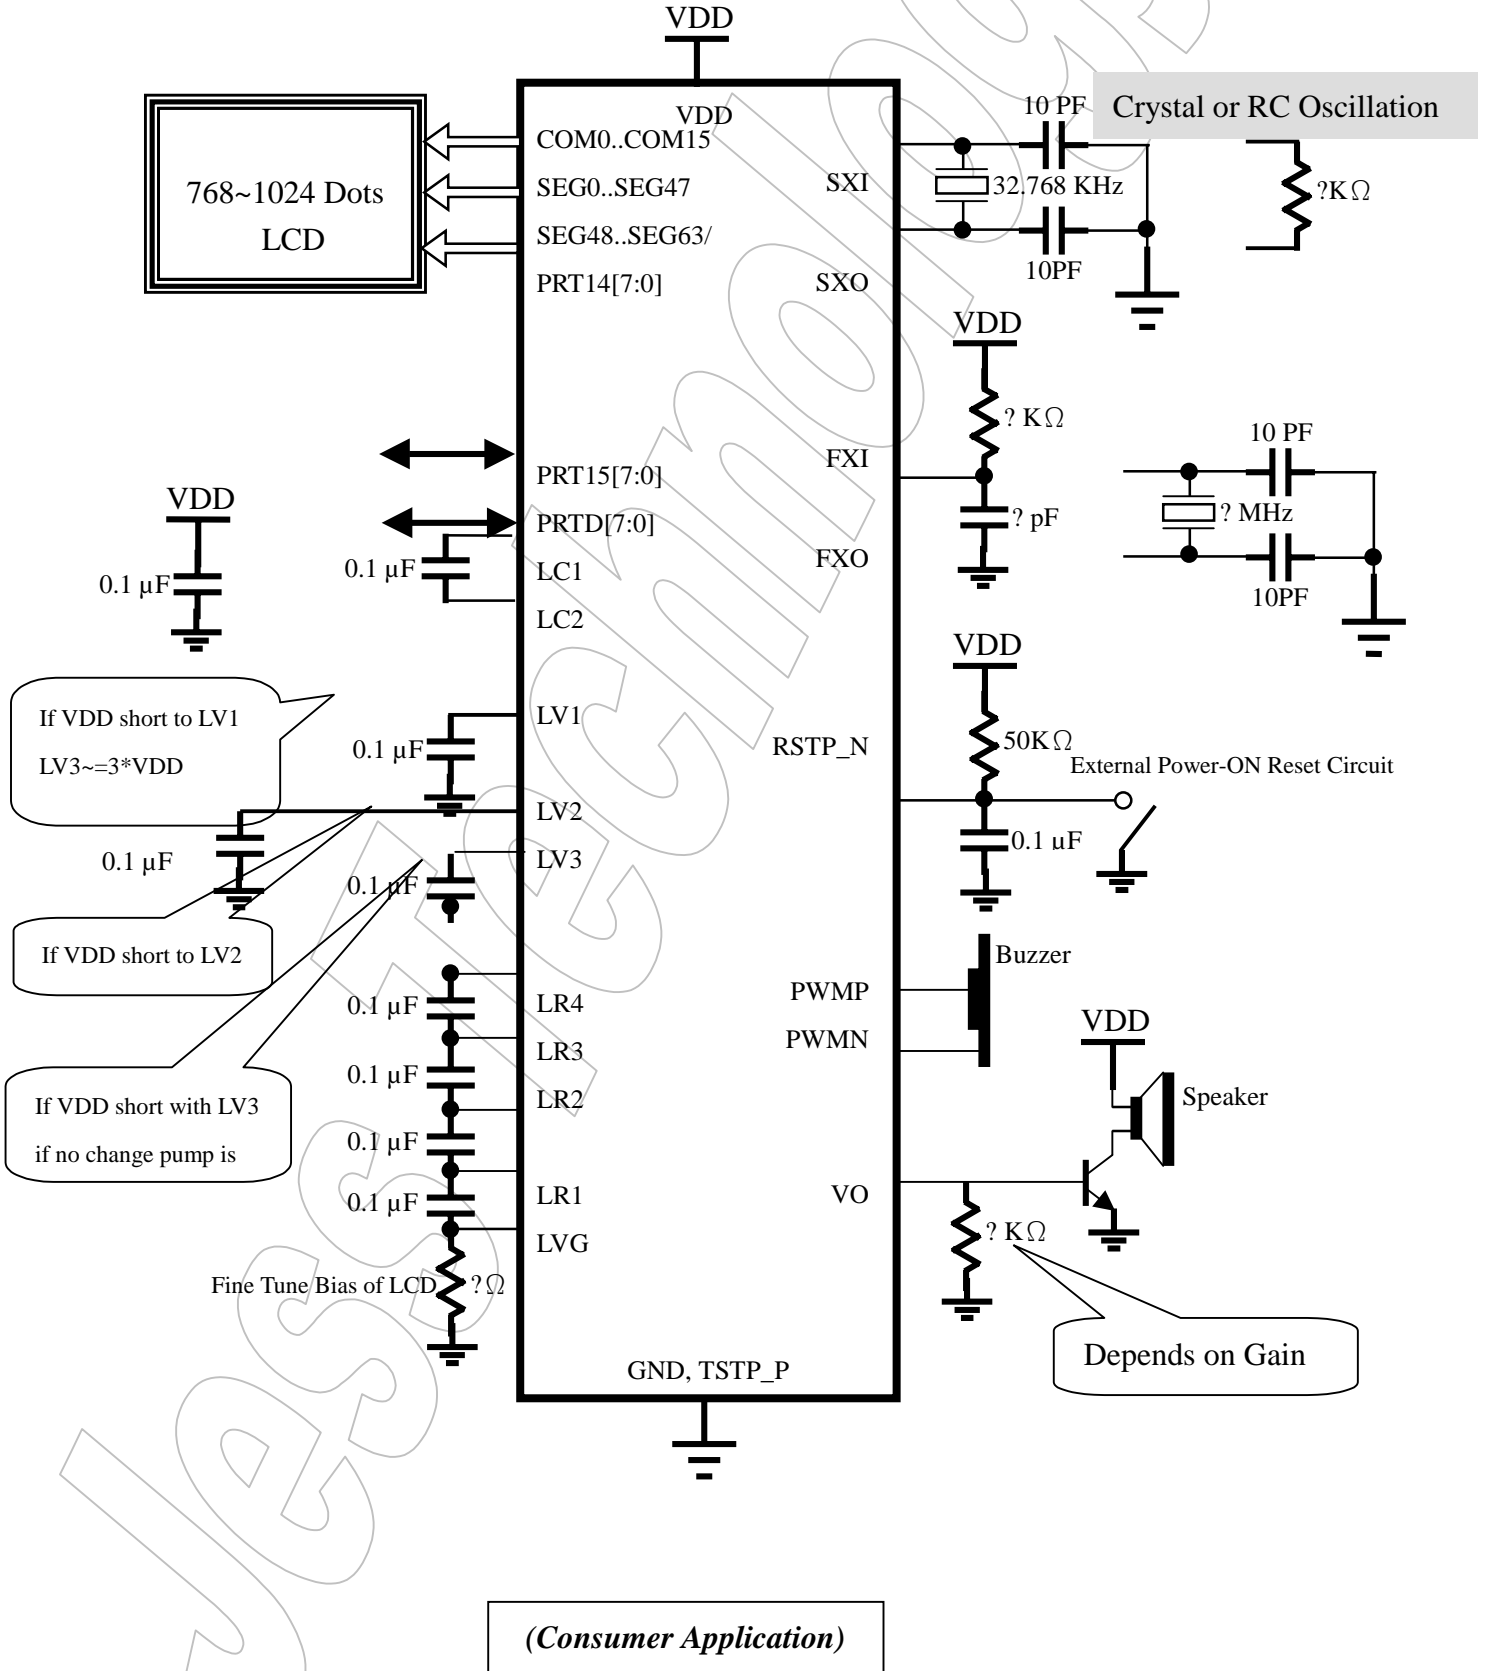 VDD
VDD
10 PF
Crystal or RC Oscillation
COM0..COM15
SXI
32.768 KHz
?KΩ
768~1024 Dots
LCD
SEG0..SEG47
SEG48..SEG63/
PRT14[7:0]
SXO
10PF
VDD
? KΩ
FXI
10 PF
PRT15[7:0]
VDD
PRTD[7:0]
? pF
? MHz
0.1 µF
0.1 µF
LC1
FXO
LC2
10PF
VDD
If VDD short to LV1
LV3~=3*VDD
LV1
0.1 µF
RSTP_N
50KΩ
External Power-ON Reset Circuit
LV2
0.1 µF
0.1 µF
LV3
0.1 µF
If VDD short to LV2
Buzzer
PWMP
0.1 µF
LR4
PWMN
VDD
LR3
0.1 µF
LR2
Speaker
If VDD short with LV3
if no change pump is
0.1 µF
0.1 µF
LR1
VO
LVG
? KΩ
Fine Tune Bias of LCD
?Ω
Depends on Gain
GND, TSTP_P
(Consumer Application)
Jess Technology